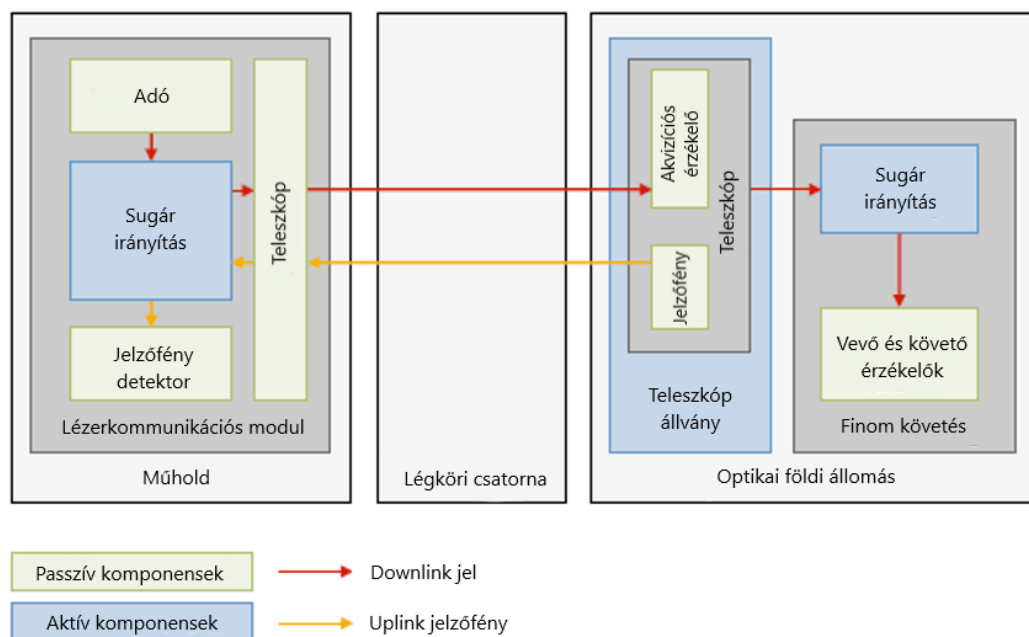 Adó
Sugár
irányítás
Jelzőfény
detektor
Teleszkóp
Lézerkommunikációs modul
Műhold
Légköri csatorna
Akvizíciós
érzékelő
Jelzőfény
Teleszkóp
Teleszkóp
állvány
Sugár
irányítás
Vevő és követő
érzékelők
Finom követés
Optikai földi állomás
Passzív komponensek
Downlink jel
Aktív komponensek
Uplink jelzőfény